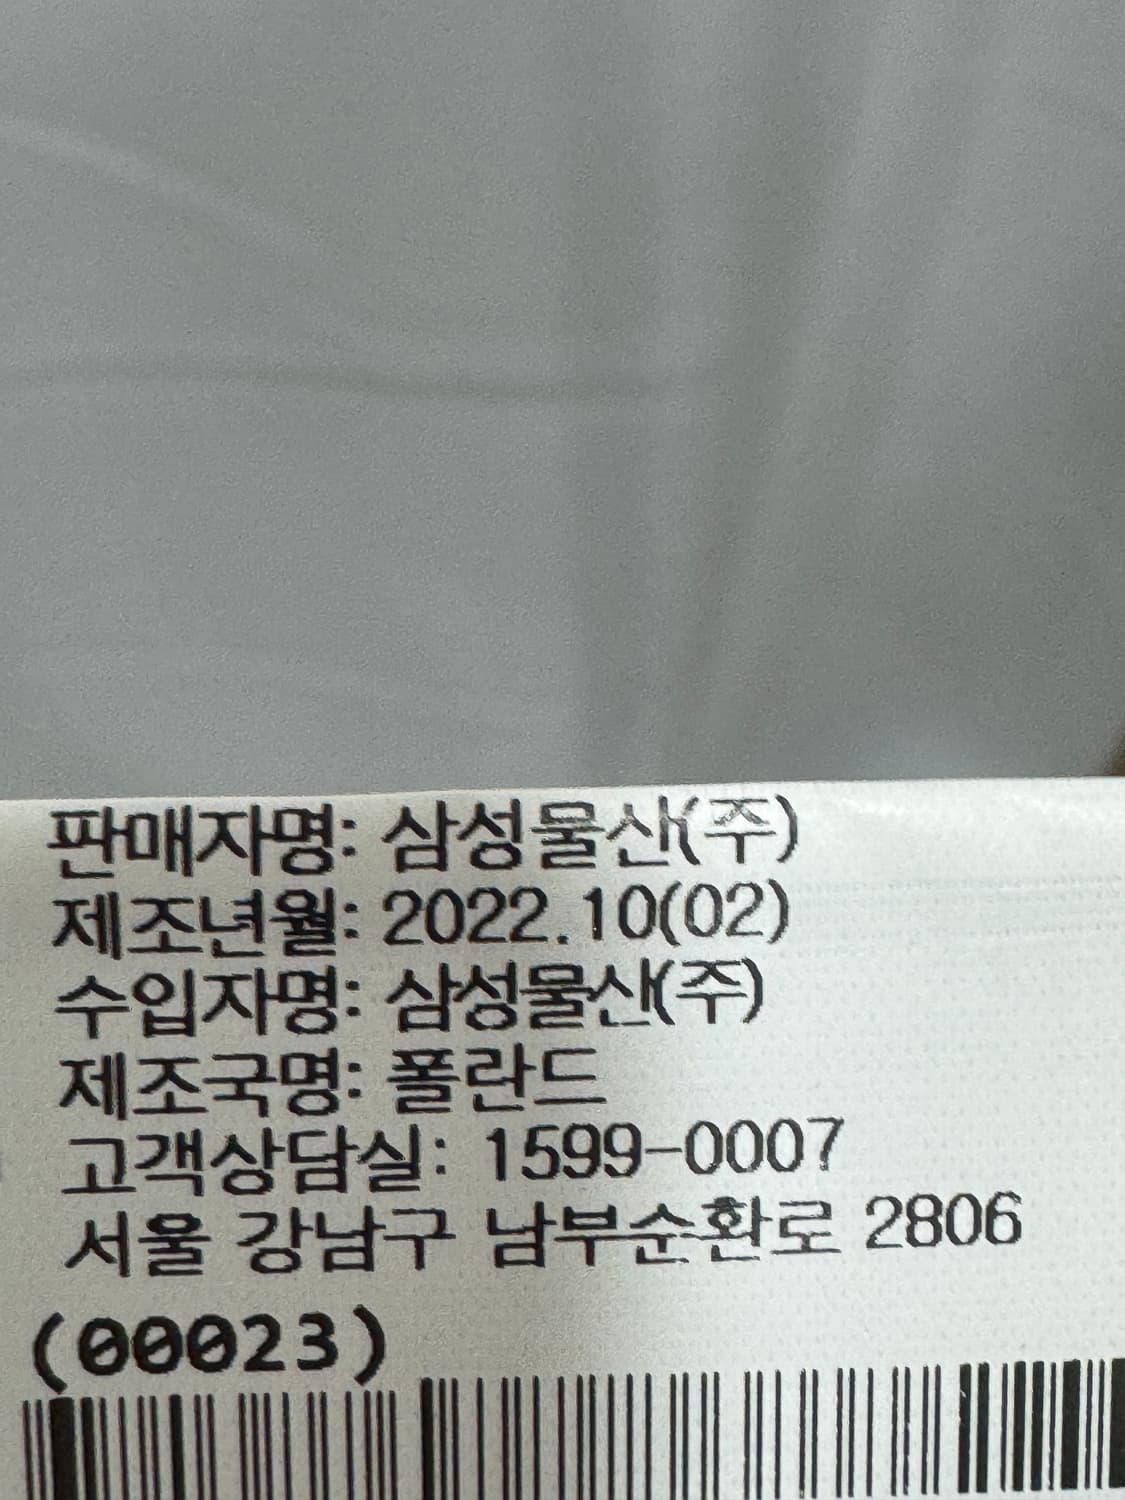 판매자명: 삼성물산(주)
제조년월: 2022.10(02)
수입자명: 삼성물산(주)
제조국명: 폴란드
고객상담실: 1599-0007
서울 강남구 남부순환로 2806
(00023)